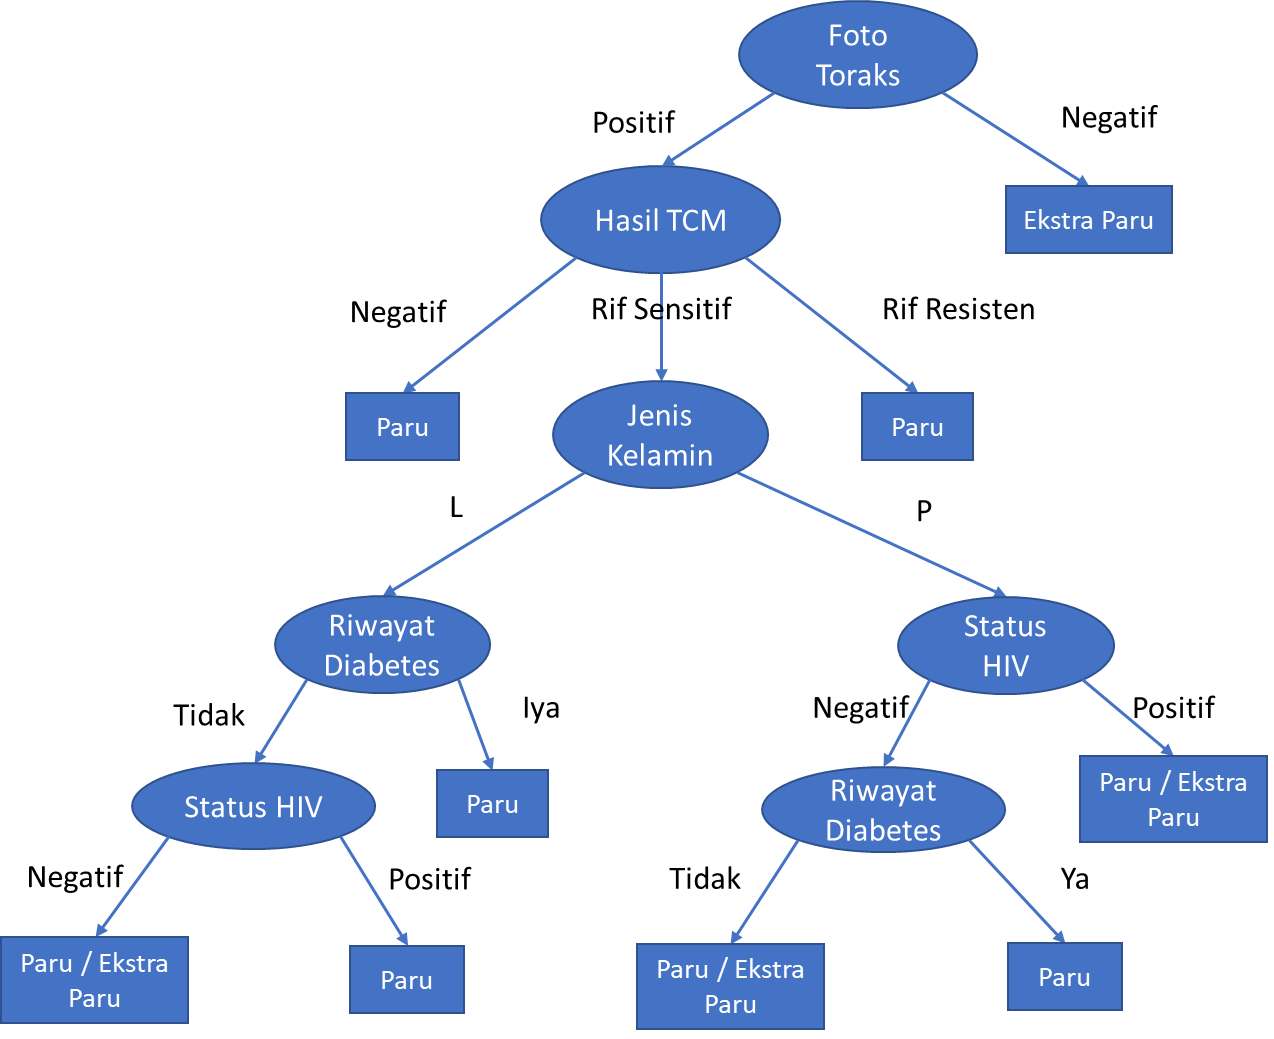 Foto
Toraks
Positif
Negatif
Hasil TCM
Ekstra Paru
Negatif
Rif Sensitif
Rif Resisten
Paru
Jenis
Kelamin
Paru
L
P
Riwayat
Diabetes
Status
HIV
Tidak
Iya
Negatif
Positif
Status HIV
Paru
Riwayat
Diabetes
Paru / Ekstra
Paru
Negatif
Positif
Tidak
Ya
Paru / Ekstra
Paru
Paru
Paru / Ekstra
Paru
Paru